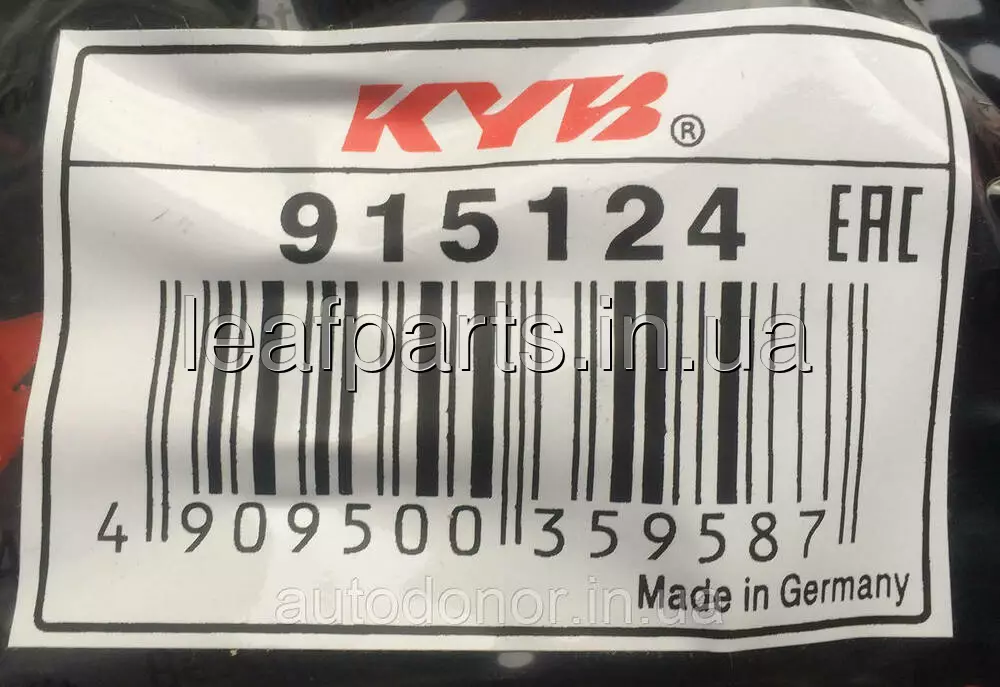 KYB®
915124 EAC
leafparts.in.ua
4 909500 359587
autodonor.in.ua
Made in Germany